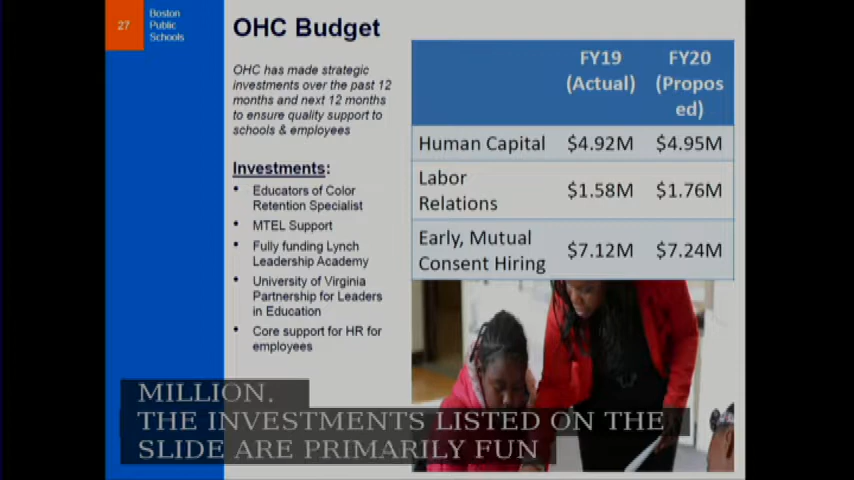 27
Boston
Public
Schools
OHC Budget
OHC has made strategic
investments over the past 12
months and next 12 months
to ensure quality support to
schools & employees
Investments:
• Educators of Color
Retention Specialist
• MTEL Support
• Fully funding Lynch
Leadership Academy
• University of Virginia
Partnership for Leaders
in Education
• Core support for HR for
employees
FY19 FY20
(Actual) (Propos
ed)
Human Capital $4.92M $4.95M
Labor
Relations $1.58M $1.76M
Early, Mutual
Consent Hiring $7.12M $7.24M
MILLION.
THE INVESTMENTS LISTED ON THE
SLIDE ARE PRIMARILY FUN